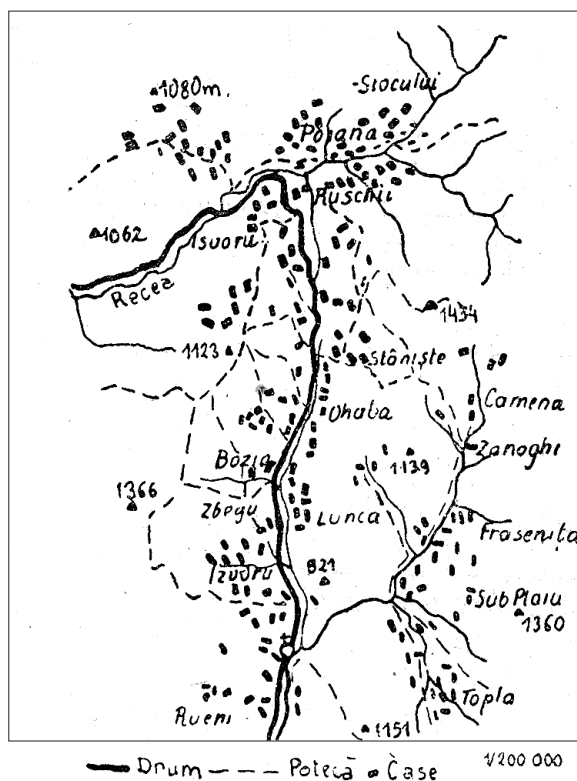 1080m.
Stocului
Poiana
Ruschii
1062
Isvoru
Recea
1434
1123
Stâniște
Camena
Ohaba
Zanoghi
1139
Bozia
1366
Zbegu
Lunca
Frasenița
Izvoru
821
Sub Plaiu
1360
Rueni
Topla
1151
Drum Potecă Case 1/200 000